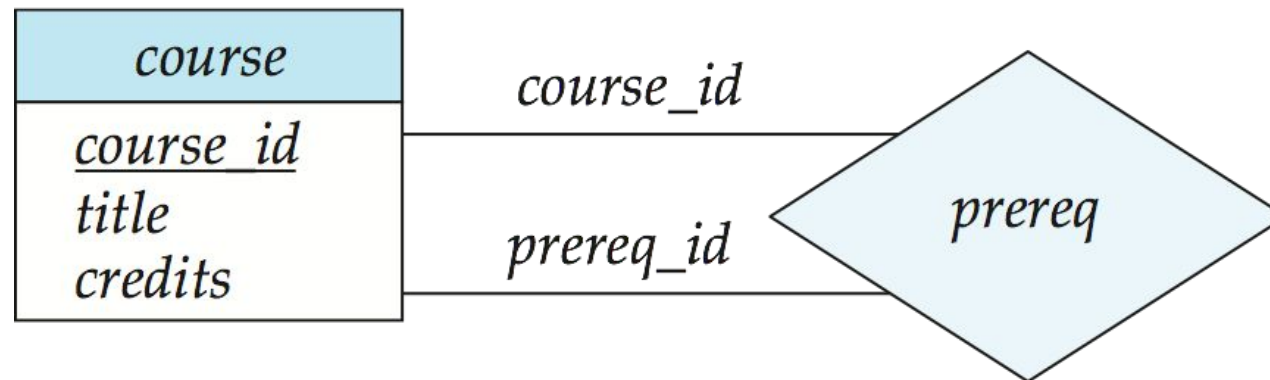 course
course_id
title
credits
course_id
prereq_id
prereq